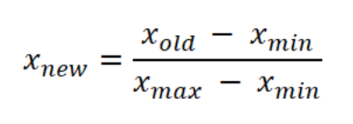 x_new = (x_old − x_min) / (x_max − x_min)